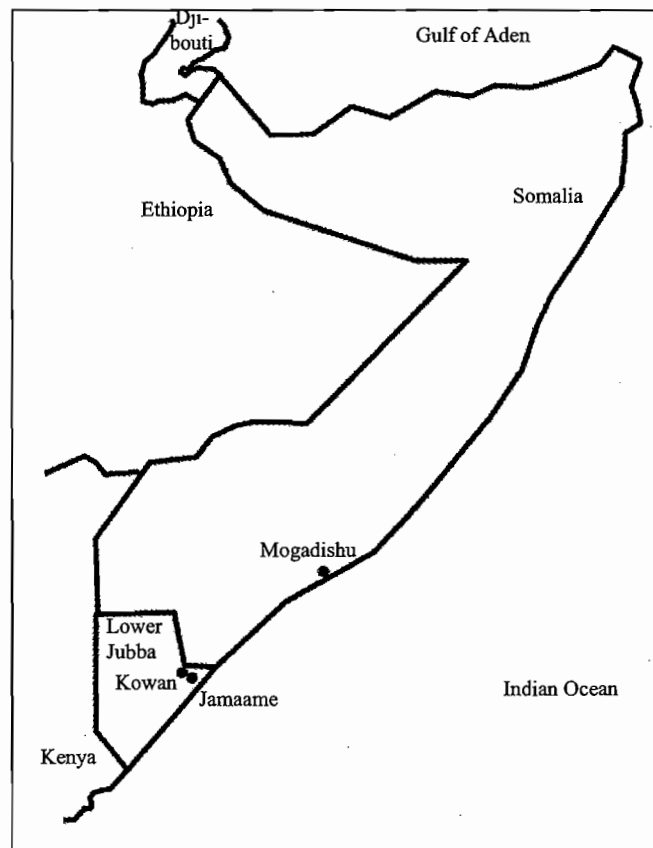 Dji-
bouti
Gulf of Aden
Ethiopia
Somalia
Mogadishu
Lower
Jubba
Kowan
Jamaame
Indian Ocean
Kenya